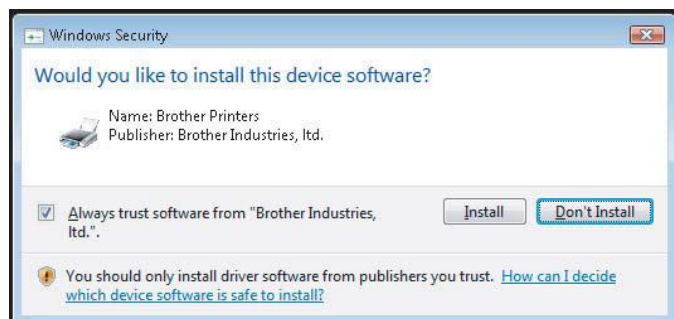 Windows Security
Would you like to install this device software?
Name: Brother Printers
Publisher: Brother Industries, ltd.
Always trust software from "Brother Industries,
ltd.".
Install
Don't Install
You should only install driver software from publishers you trust. How can I decide
which device software is safe to install?